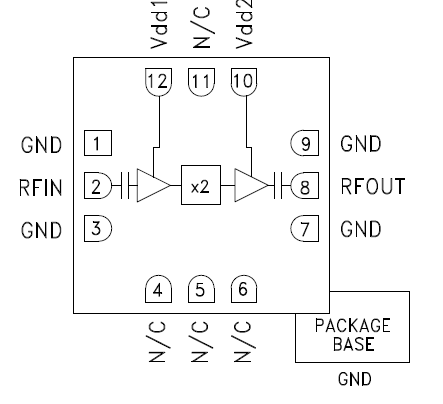 Vdd1
N/C
Vdd2
12
11
10
GND
1
9
GND
RFIN
2
x2
8
RFOUT
GND
3
7
GND
4
5
6
N/C
N/C
N/C
PACKAGE
BASE
GND